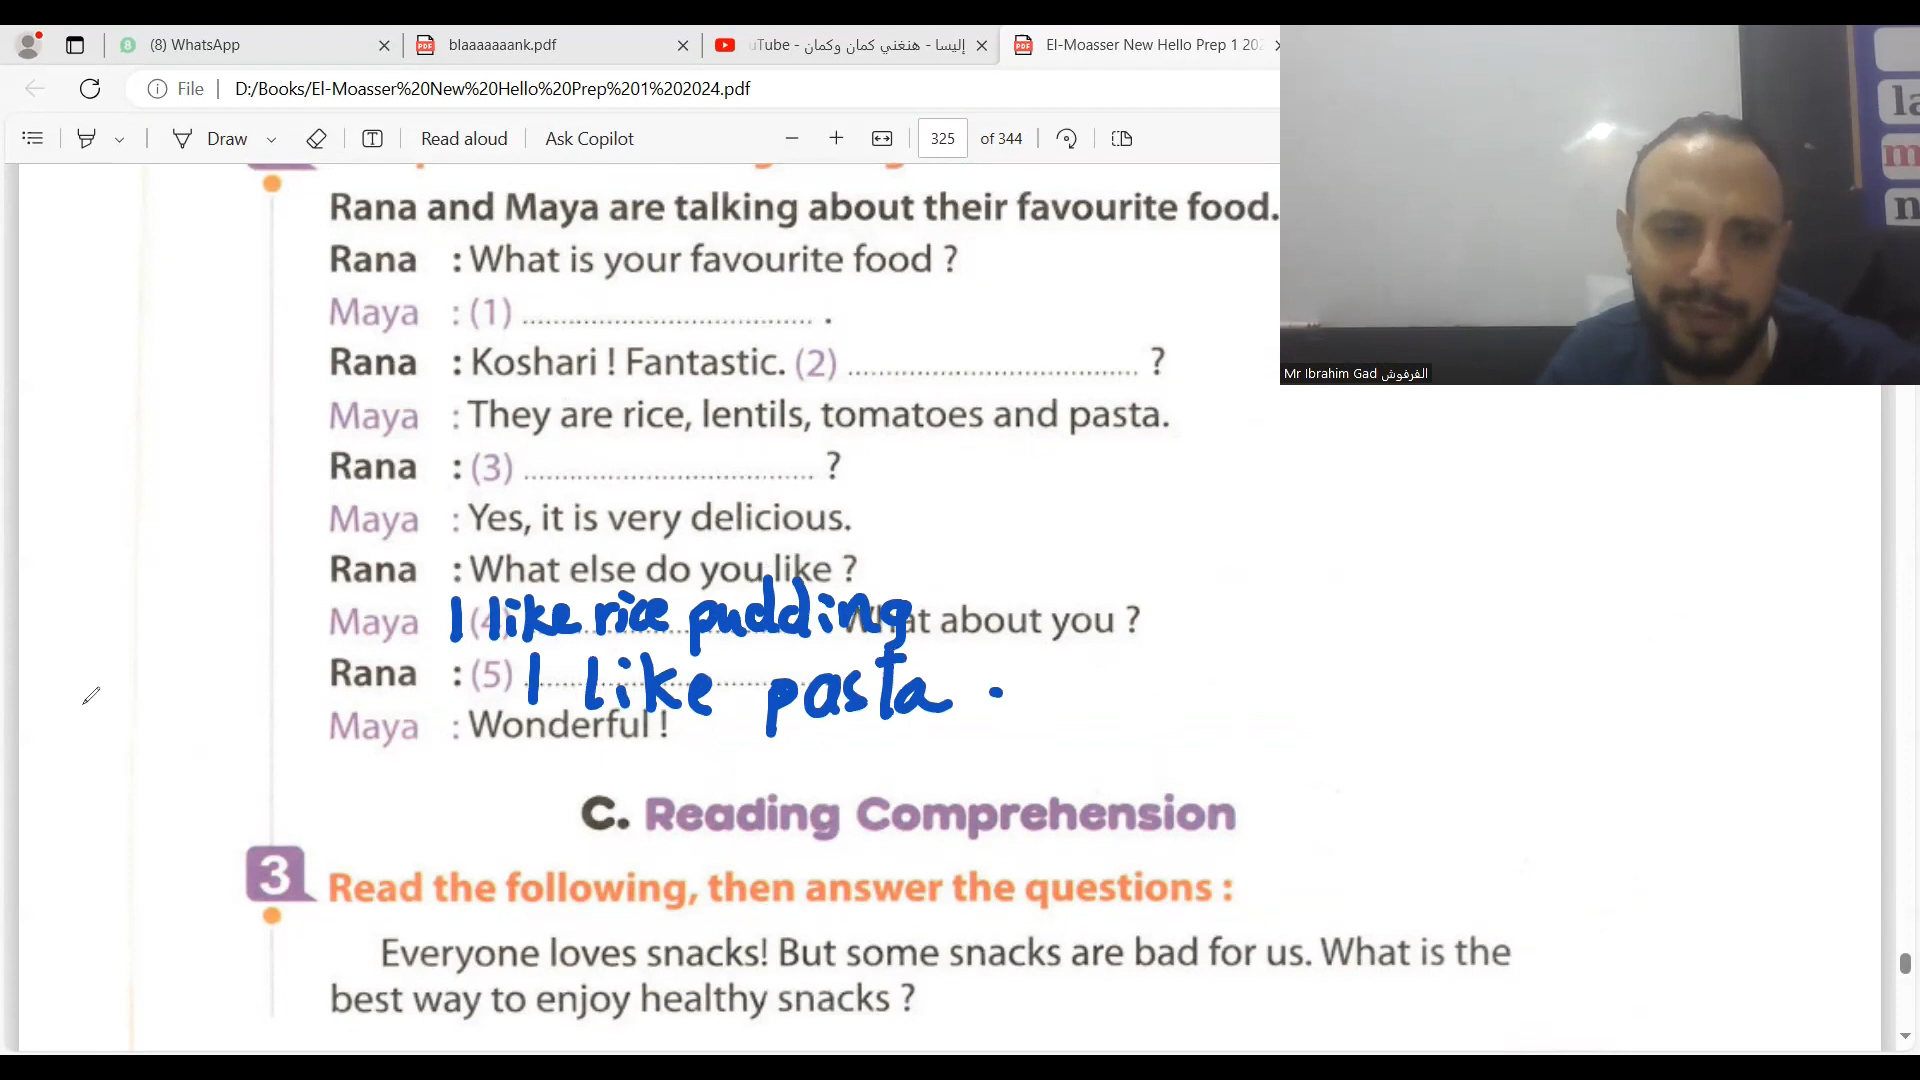 (8) WhatsApp
blaaaaaaank.pdf
إليسا - هنغني كمان وكمان - uTube
El-Moasser New Hello Prep 1 202
File
D:/Books/El-Moasser%20New%20Hello%20Prep%201%202024.pdf
Draw
Read aloud
Ask Copilot
325 of 344
Rana and Maya are talking about their favourite food.
Rana : What is your favourite food ?
Maya : (1) ................................ .
Rana : Koshari ! Fantastic. (2) ................................ ?
Maya : They are rice, lentils, tomatoes and pasta.
Rana : (3) ................................ ?
Maya : Yes, it is very delicious.
Rana : What else do you like ?
Maya (4) I like rice pudding What about you ?
Rana : (5) I like pasta .
Maya : Wonderful !
C. Reading Comprehension
3 Read the following, then answer the questions :
Everyone loves snacks! But some snacks are bad for us. What is the
best way to enjoy healthy snacks ?
Mr Ibrahim Gad الفرفوش
la
m
n